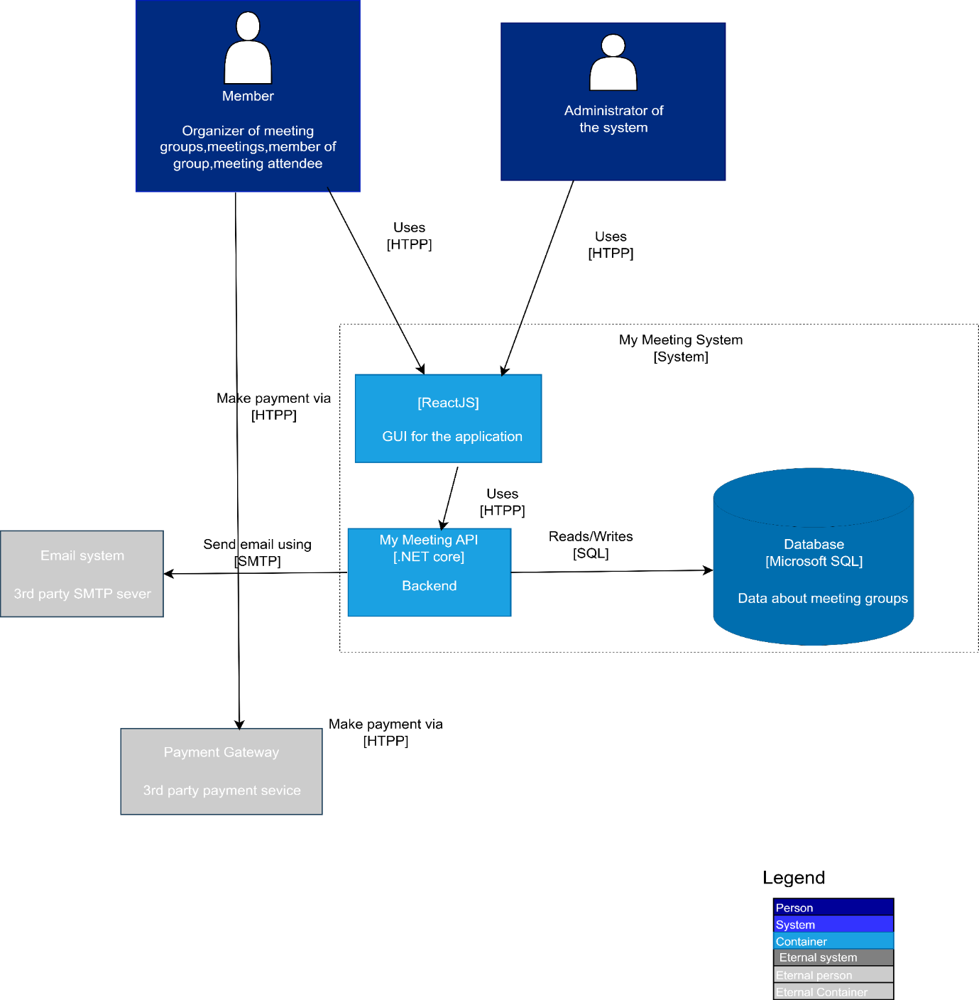 Member
Organizer of meeting
groups,meetings,member of
group,meeting attendee
Administrator of
the system
Uses
[HTPP]
Uses
[HTPP]
My Meeting System
[System]
Make payment via
[HTPP]
[ReactJS]
GUI for the application
Uses
[HTPP]
Email system
3rd party SMTP sever
Send email using
[SMTP]
My Meeting API
[.NET core]
Backend
Reads/Writes
[SQL]
Database
[Microsoft SQL]
Data about meeting groups
Make payment via
[HTPP]
Payment Gateway
3rd party payment sevice
Legend
Person
System
Container
Eternal system
Eternal person
Eternal Container